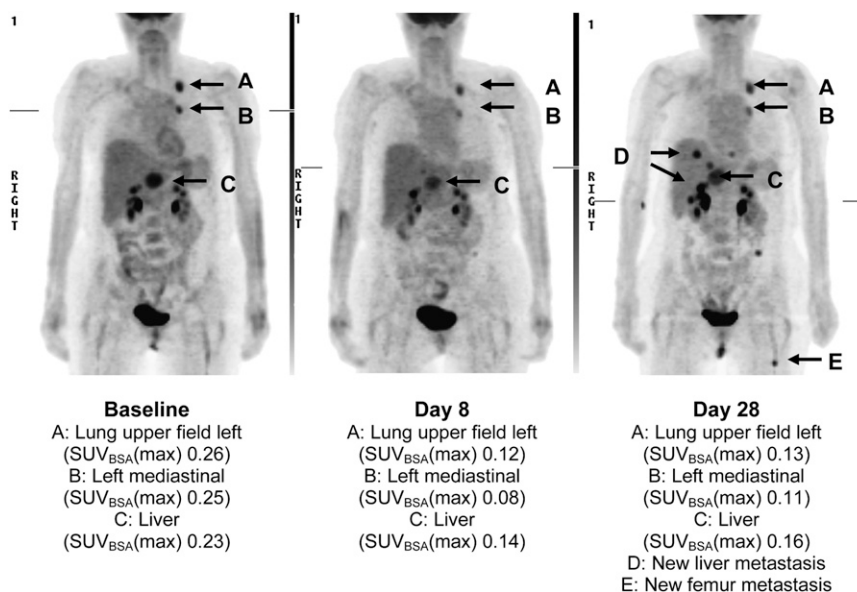 1
A
B
C
RIGHT
1
A
B
C
RIGHT
1
A
B
D
C
E
RIGHT
Baseline
A: Lung upper field left
(SUVBSA(max) 0.26)
B: Left mediastinal
(SUVBSA(max) 0.25)
C: Liver
(SUVBSA(max) 0.23)
Day 8
A: Lung upper field left
(SUVBSA(max) 0.12)
B: Left mediastinal
(SUVBSA(max) 0.08)
C: Liver
(SUVBSA(max) 0.14)
Day 28
A: Lung upper field left
(SUVBSA(max) 0.13)
B: Left mediastinal
(SUVBSA(max) 0.11)
C: Liver
(SUVBSA(max) 0.16)
D: New liver metastasis
E: New femur metastasis